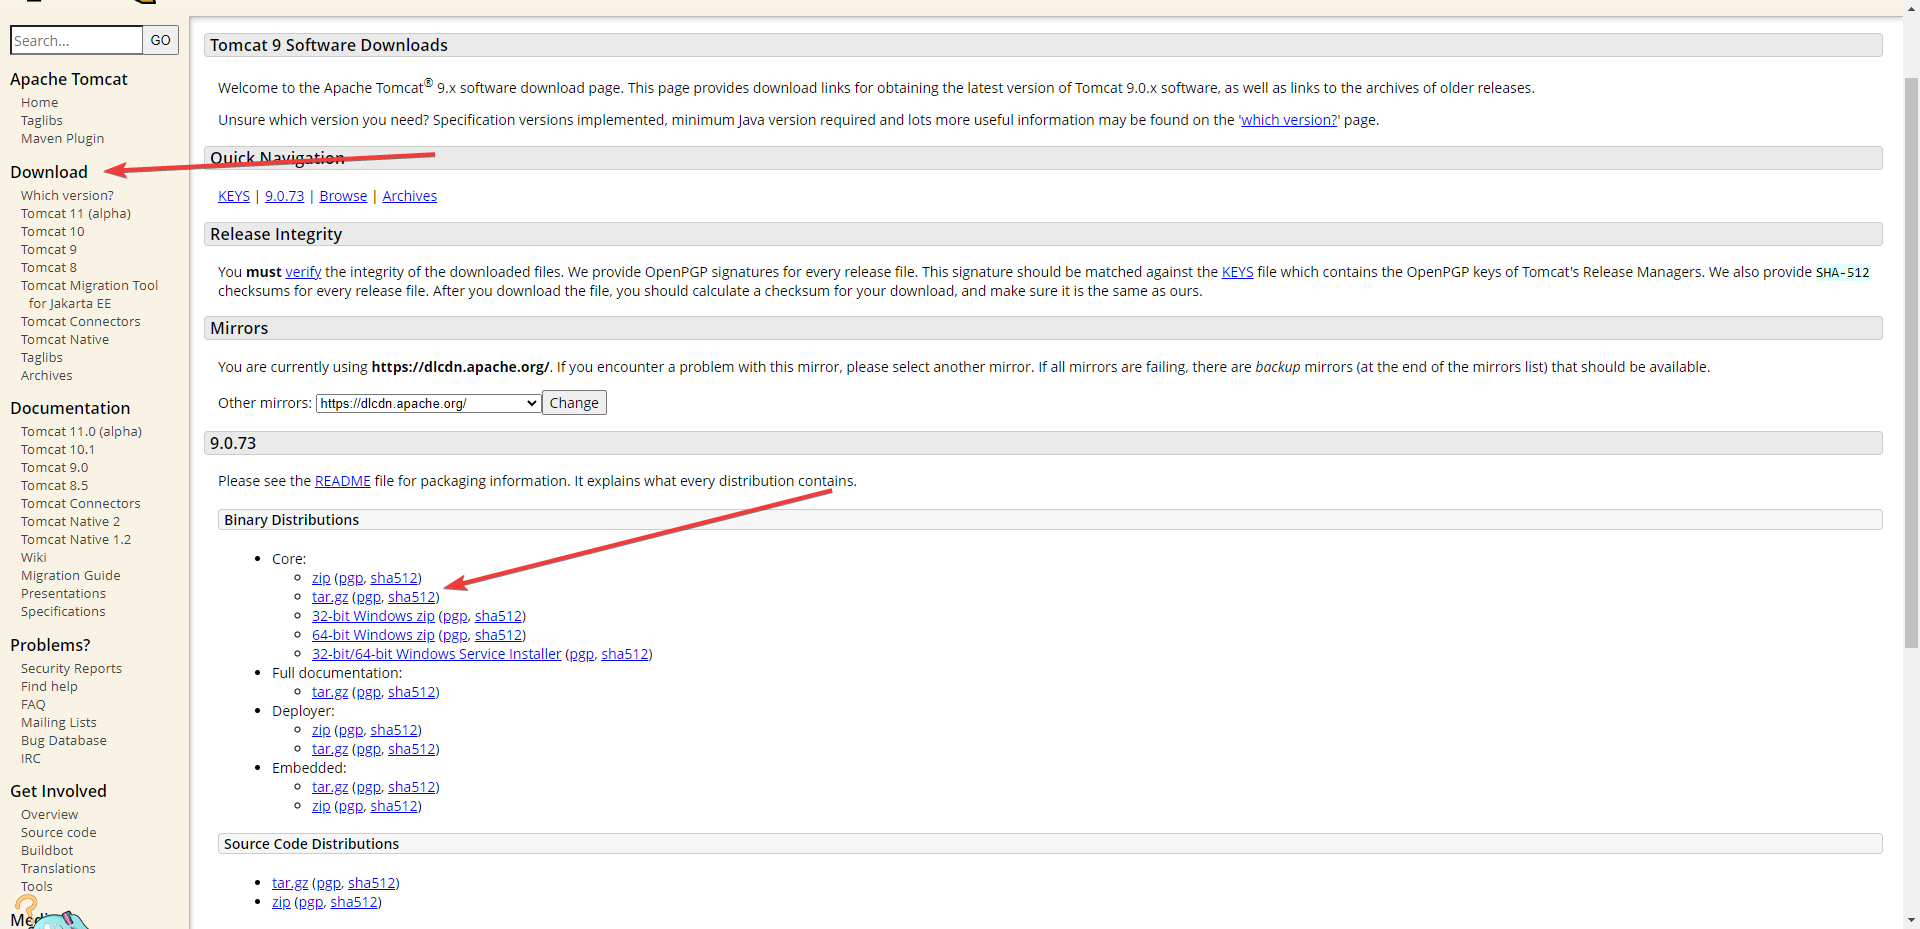 Search...
GO
Apache Tomcat
Home
Taglibs
Maven Plugin
Download
Which version?
Tomcat 11 (alpha)
Tomcat 10
Tomcat 9
Tomcat 8
Tomcat Migration Tool
for Jakarta EE
Tomcat Connectors
Tomcat Native
Taglibs
Archives
Documentation
Tomcat 11.0 (alpha)
Tomcat 10.1
Tomcat 9.0
Tomcat 8.5
Tomcat Connectors
Tomcat Native 2
Tomcat Native 1.2
Wiki
Migration Guide
Presentations
Specifications
Problems?
Security Reports
Find help
FAQ
Mailing Lists
Bug Database
IRC
Get Involved
Overview
Source code
Buildbot
Translations
Tools
Tomcat 9 Software Downloads
Welcome to the Apache Tomcat® 9.x software download page. This page provides download links for obtaining the latest version of Tomcat 9.0.x software, as well as links to the archives of older releases.
Unsure which version you need? Specification versions implemented, minimum Java version required and lots more useful information may be found on the 'which version?' page.
Quick Navigation
KEYS | 9.0.73 | Browse | Archives
Release Integrity
You must verify the integrity of the downloaded files. We provide OpenPGP signatures for every release file. This signature should be matched against the KEYS file which contains the OpenPGP keys of Tomcat's Release Managers. We also provide SHA-512
checksums for every release file. After you download the file, you should calculate a checksum for your download, and make sure it is the same as ours.
Mirrors
You are currently using https://dlcdn.apache.org/. If you encounter a problem with this mirror, please select another mirror. If all mirrors are failing, there are backup mirrors (at the end of the mirrors list) that should be available.
Other mirrors: https://dlcdn.apache.org/ Change
9.0.73
Please see the README file for packaging information. It explains what every distribution contains.
Binary Distributions
Core:
zip (pgp, sha512)
tar.gz (pgp, sha512)
32-bit Windows zip (pgp, sha512)
64-bit Windows zip (pgp, sha512)
32-bit/64-bit Windows Service Installer (pgp, sha512)
Full documentation:
tar.gz (pgp, sha512)
Deployer:
zip (pgp, sha512)
tar.gz (pgp, sha512)
Embedded:
tar.gz (pgp, sha512)
zip (pgp, sha512)
Source Code Distributions
tar.gz (pgp, sha512)
zip (pgp, sha512)